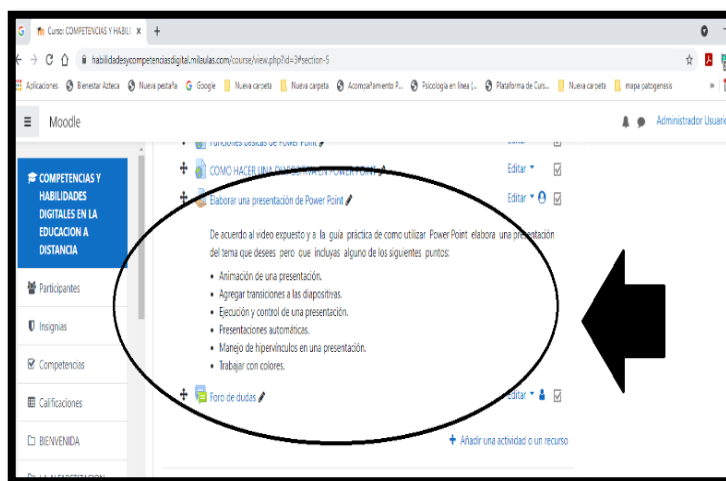 Curso: COMPETENCIAS Y HABILI
habilidadesycompetenciasdigital.milaulas.com/course/view.php?id=3#section-5
Aplicaciones Bienestar Azteca Nueva pestaña Google Nueva carpeta Nueva carpeta Acompañamiento P... Psicología en línea (... Plataforma de Curs... Nueva carpeta mapa patogenesis »
Moodle Administrador Usuario
Funciones básicas de Power Point Editar
COMO HACER UNA DIAPOSITIVA EN POWER POINT Editar
Elaborar una presentación de Power Point Editar
COMPETENCIAS Y
HABILIDADES
DIGITALES EN LA
EDUCACION A
DISTANCIA
De acuerdo al video expuesto y a la guía práctica de como utilizar Power Point elabora una presentación
del tema que desees pero que incluyas alguno de los siguientes puntos:
• Animación de una presentación.
• Agregar transiciones a las diapositivas.
• Ejecución y control de una presentación.
• Presentaciones automáticas.
• Manejo de hipervínculos en una presentación.
• Trabajar con colores.
Participantes
Insignias
Competencias
Calificaciones
BIENVENIDA
Foro de dudas Editar
+ Añadir una actividad o un recurso